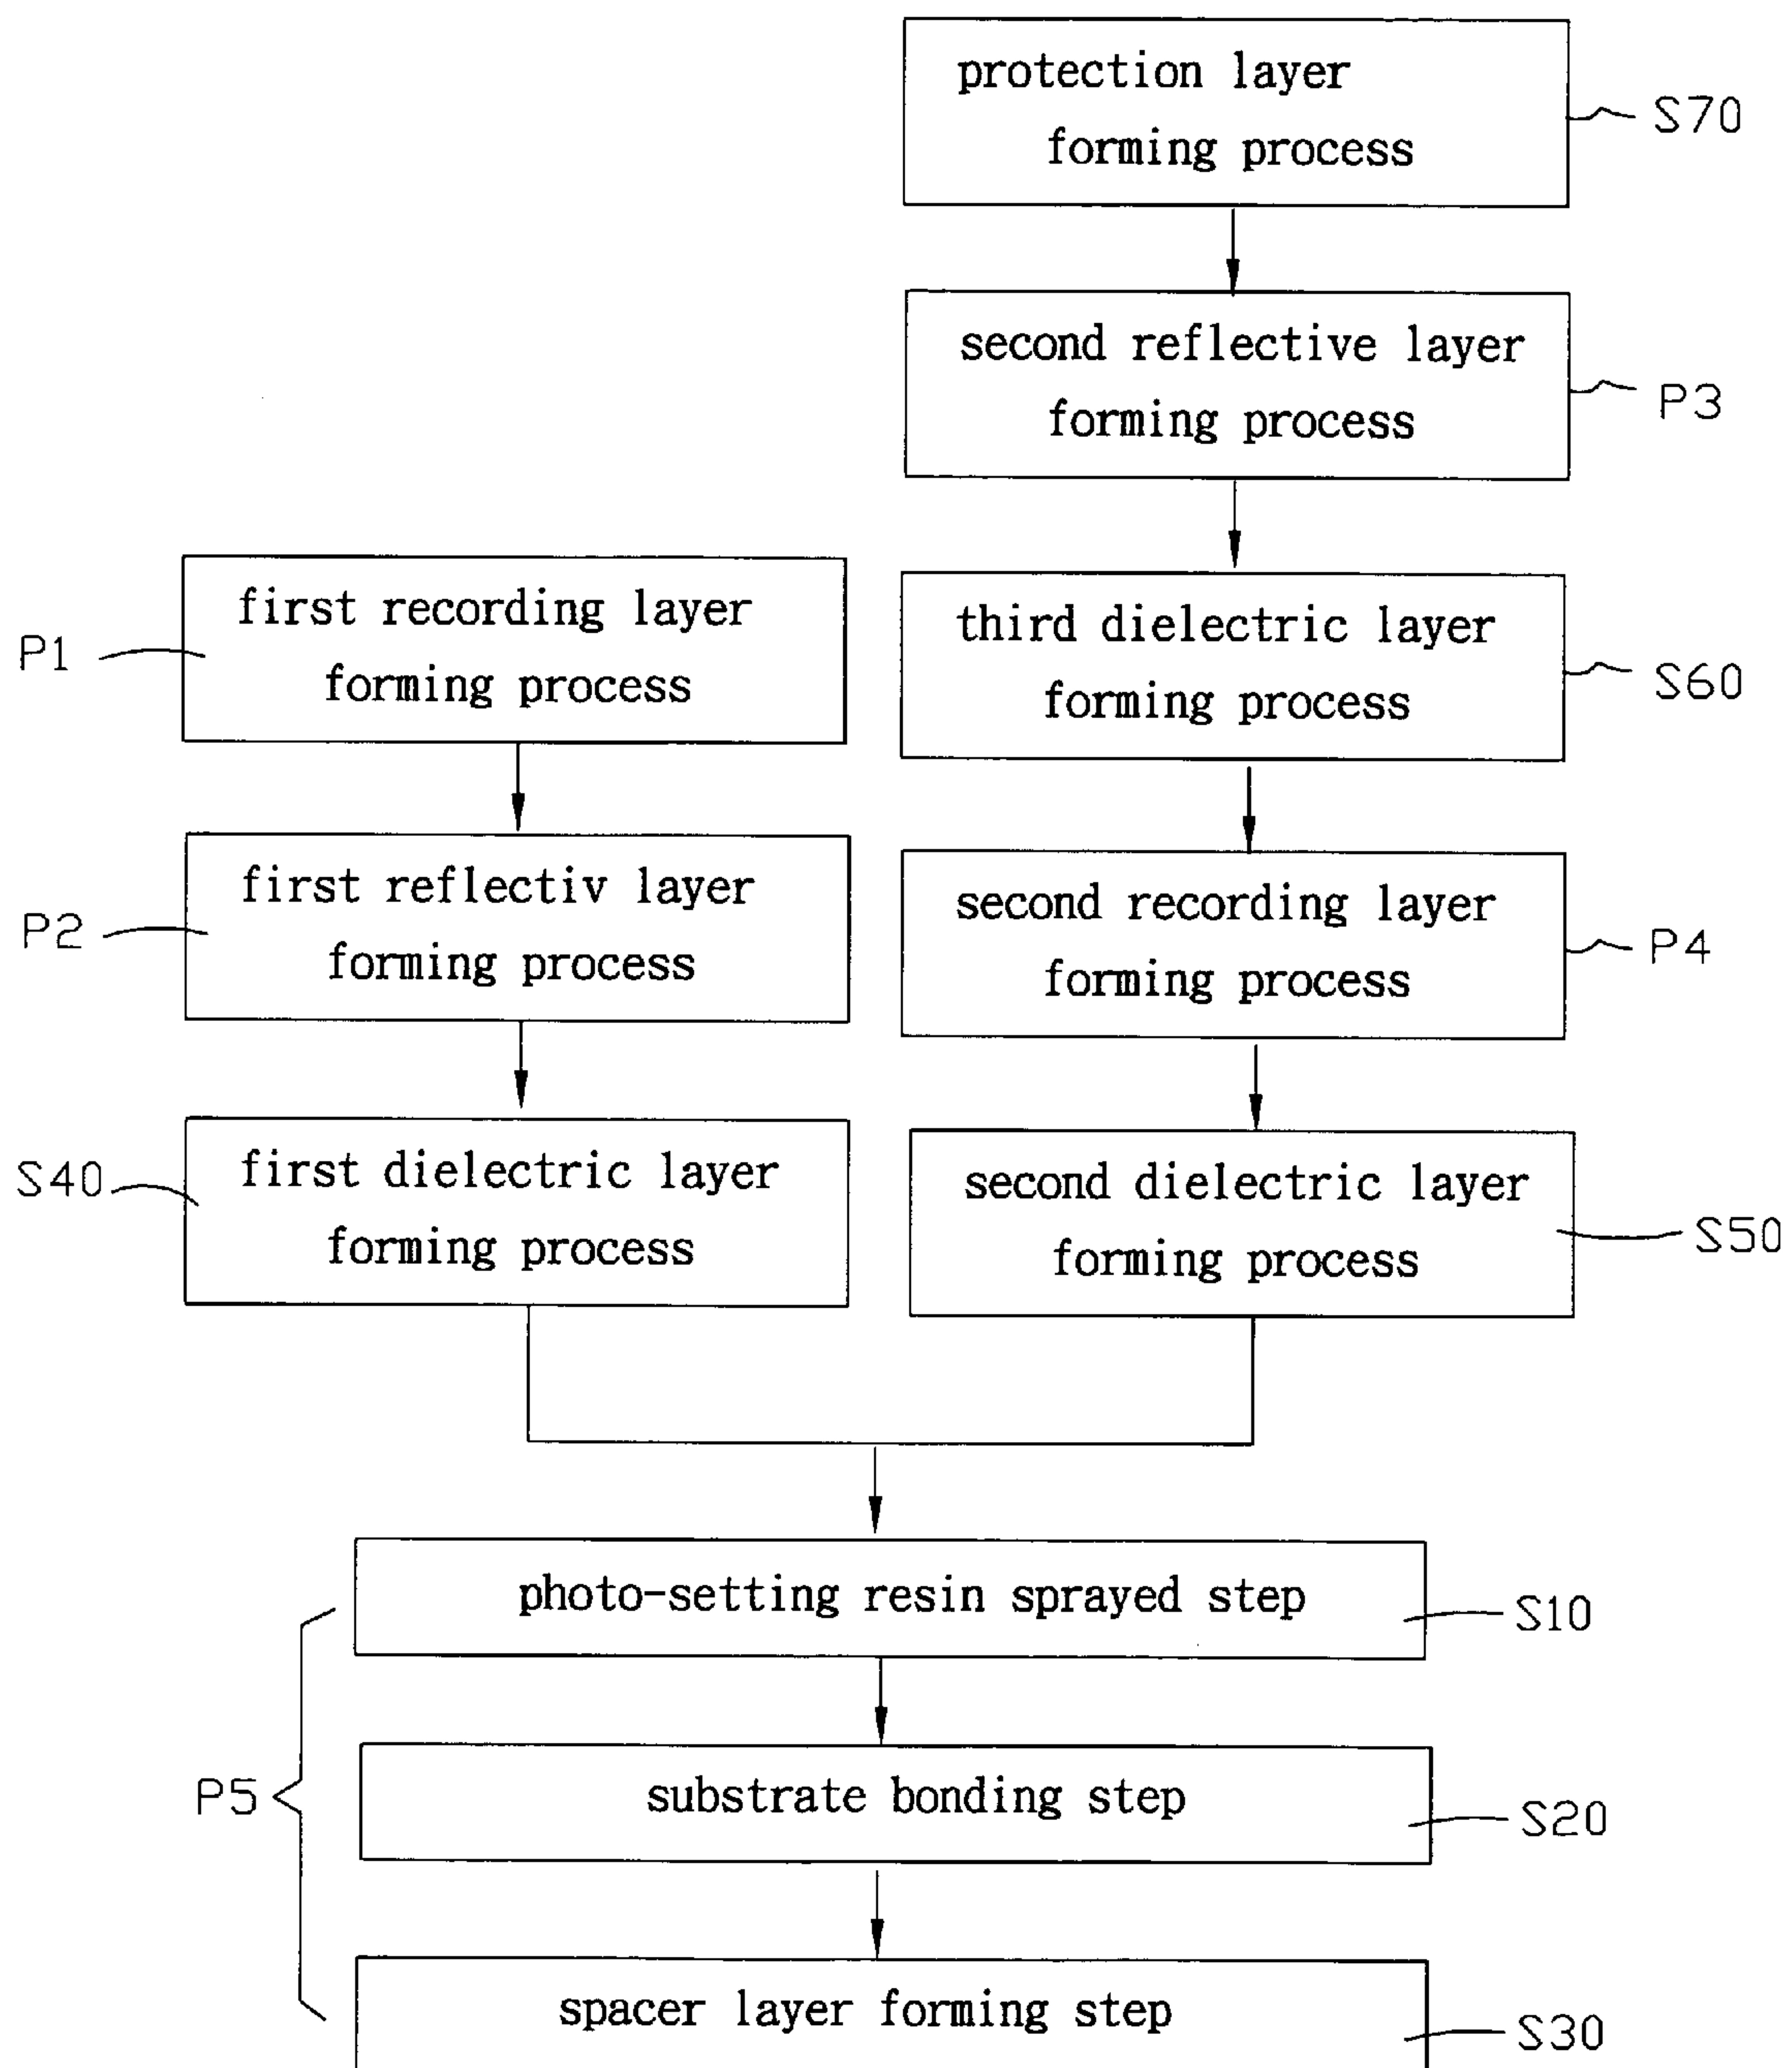 protection layer
forming process
S70
second reflective layer
forming process
P3
first recording layer
forming process
P1
third dielectric layer
forming process
S60
first reflectiv layer
forming process
P2
second recording layer
forming process
P4
first dielectric layer
forming process
S40
second dielectric layer
forming process
S50
photo-setting resin sprayed step
S10
substrate bonding step
S20
P5
spacer layer forming step
S30